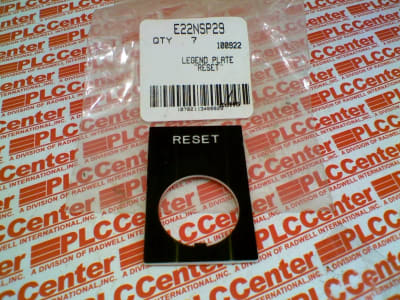 E22NSP29
QTY 7
100922
LEGEND PLATE
"RESET"
RESET
PLCCenter
A DIVISION OF RADWELL INTERNATIONAL, INC.